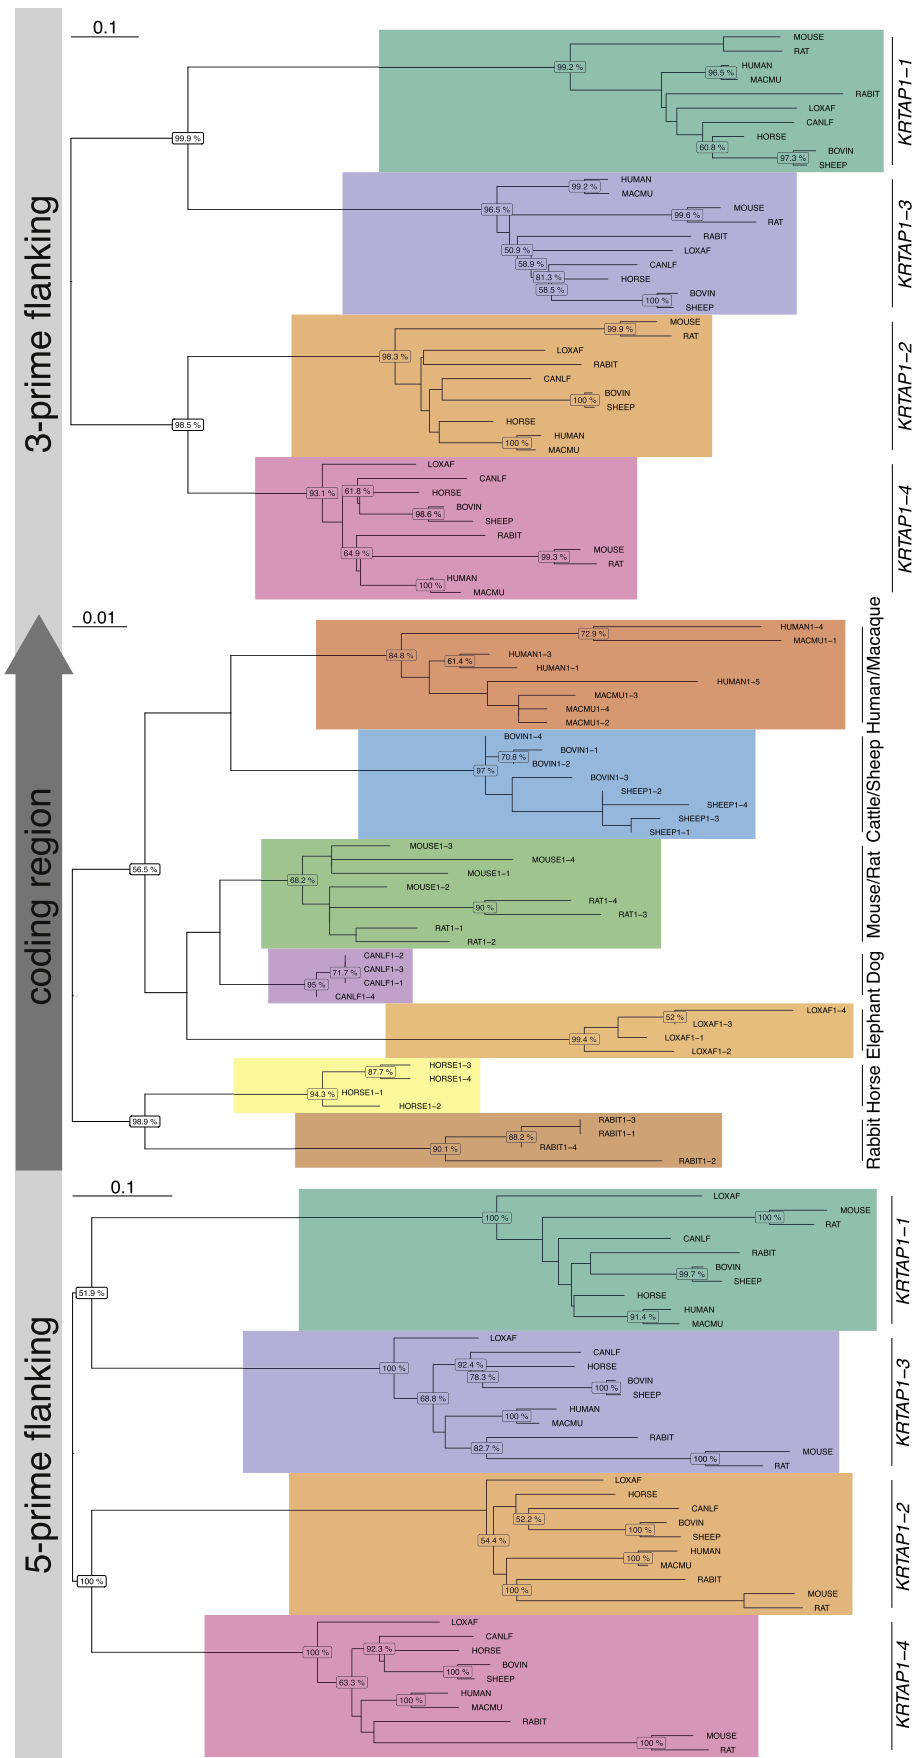 3-prime flanking
0.1
MOUSE
RAT
99.2 %
HUMAN
96.5 %
MACMU
RABIT
LOXAF
CANLF
HORSE
60.8 %
BOVIN
97.3 %
SHEEP
KRTAP1-1
99.9 %
HUMAN
99.2 %
MACMU
96.5 %
MOUSE
99.6 %
RAT
RABIT
50.9 %
LOXAF
58.9 %
CANLF
81.3 %
HORSE
58.5 %
BOVIN
100 %
SHEEP
KRTAP1-3
MOUSE
99.9 %
RAT
98.3 %
LOXAF
RABIT
CANLF
BOVIN
100 %
SHEEP
HORSE
HUMAN
100 %
MACMU
KRTAP1-2
98.5 %
LOXAF
CANLF
93.1 %
61.8 %
HORSE
BOVIN
98.6 %
SHEEP
RABIT
MOUSE
64.9 %
99.3 %
RAT
HUMAN
100 %
MACMU
KRTAP1-4
coding region
0.01
HUMAN1-4
72.9 %
MACMU1-1
84.8 %
HUMAN1-3
61.4 %
HUMAN1-1
HUMAN1-5
MACMU1-3
MACMU1-4
MACMU1-2
Human/Macaque
BOVIN1-4
BOVIN1-1
70.8 %
BOVIN1-2
97 %
BOVIN1-3
SHEEP1-2
SHEEP1-4
SHEEP1-3
SHEEP1-1
Cattle/Sheep
56.5 %
MOUSE1-3
MOUSE1-4
MOUSE1-1
68.2 %
MOUSE1-2
RAT1-4
90 %
RAT1-3
RAT1-1
RAT1-2
Mouse/Rat
CANLF1-2
CANLF1-3
71.7 %
CANLF1-1
95 %
CANLF1-4
Dog
LOXAF1-4
52 %
LOXAF1-3
LOXAF1-1
99.4 %
LOXAF1-2
Elephant
HORSE1-3
87.7 %
HORSE1-4
94.3 %
HORSE1-1
HORSE1-2
Horse
98.9 %
RABIT1-3
RABIT1-1
88.2 %
RABIT1-4
90.1 %
RABIT1-2
Rabbit
5-prime flanking
0.1
LOXAF
MOUSE
100 %
100 %
RAT
CANLF
RABIT
BOVIN
99.7 %
SHEEP
HORSE
HUMAN
91.4 %
MACMU
KRTAP1-1
51.9 %
LOXAF
CANLF
92.4 %
HORSE
100 %
78.3 %
BOVIN
100 %
SHEEP
68.8 %
HUMAN
100 %
MACMU
RABIT
82.7 %
MOUSE
100 %
RAT
KRTAP1-3
LOXAF
HORSE
CANLF
52.2 %
BOVIN
100 %
SHEEP
54.4 %
HUMAN
100 %
MACMU
RABIT
100 %
MOUSE
RAT
KRTAP1-2
100 %
LOXAF
CANLF
92.3 %
HORSE
100 %
BOVIN
100 %
SHEEP
63.3 %
HUMAN
100 %
MACMU
RABIT
MOUSE
100 %
RAT
KRTAP1-4